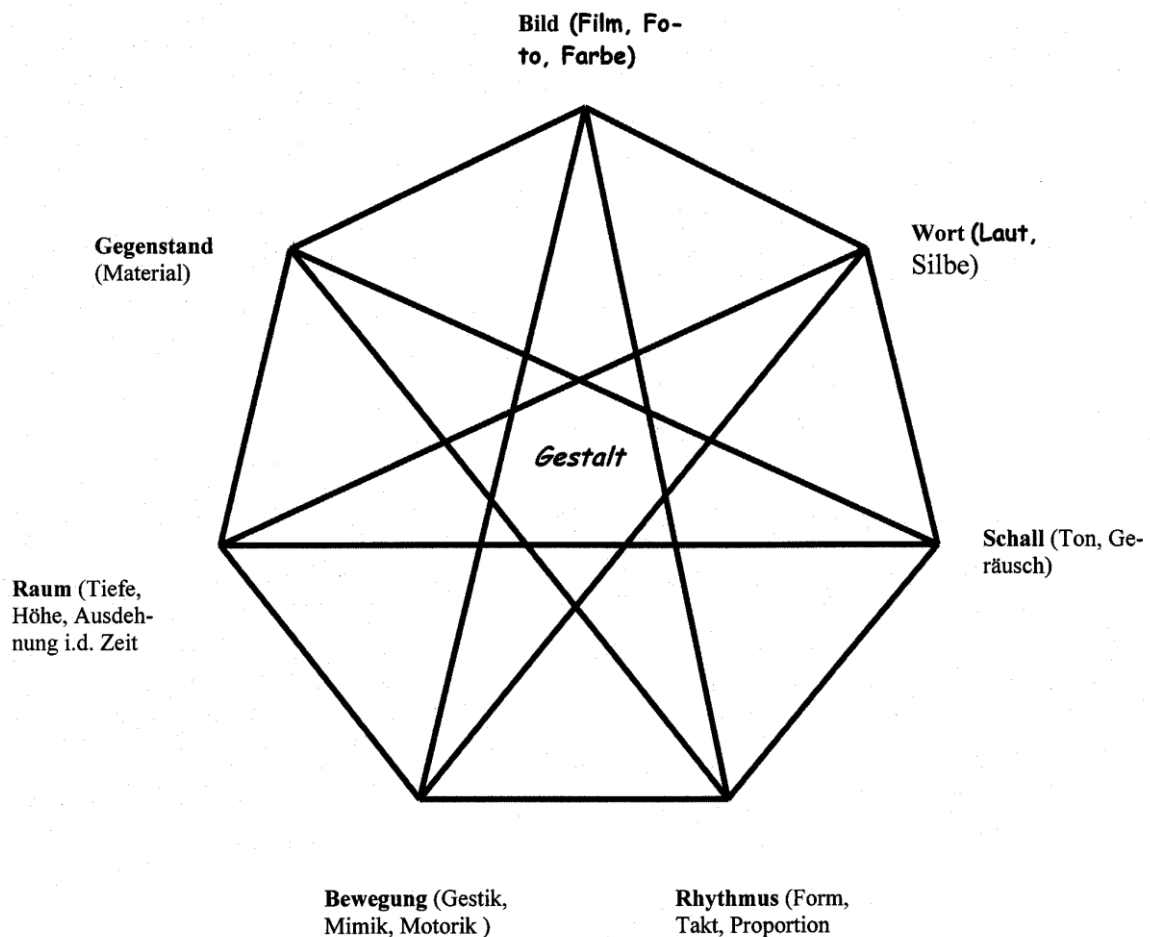 Bild (Film, Fo-
to, Farbe)
Gegenstand
(Material)
Wort (Laut,
Silbe)
Gestalt
Schall (Ton, Ge-
räusch)
Raum (Tiefe,
Höhe, Ausdeh-
nung i.d. Zeit
Bewegung (Gestik,
Mimik, Motorik )
Rhythmus (Form,
Takt, Proportion